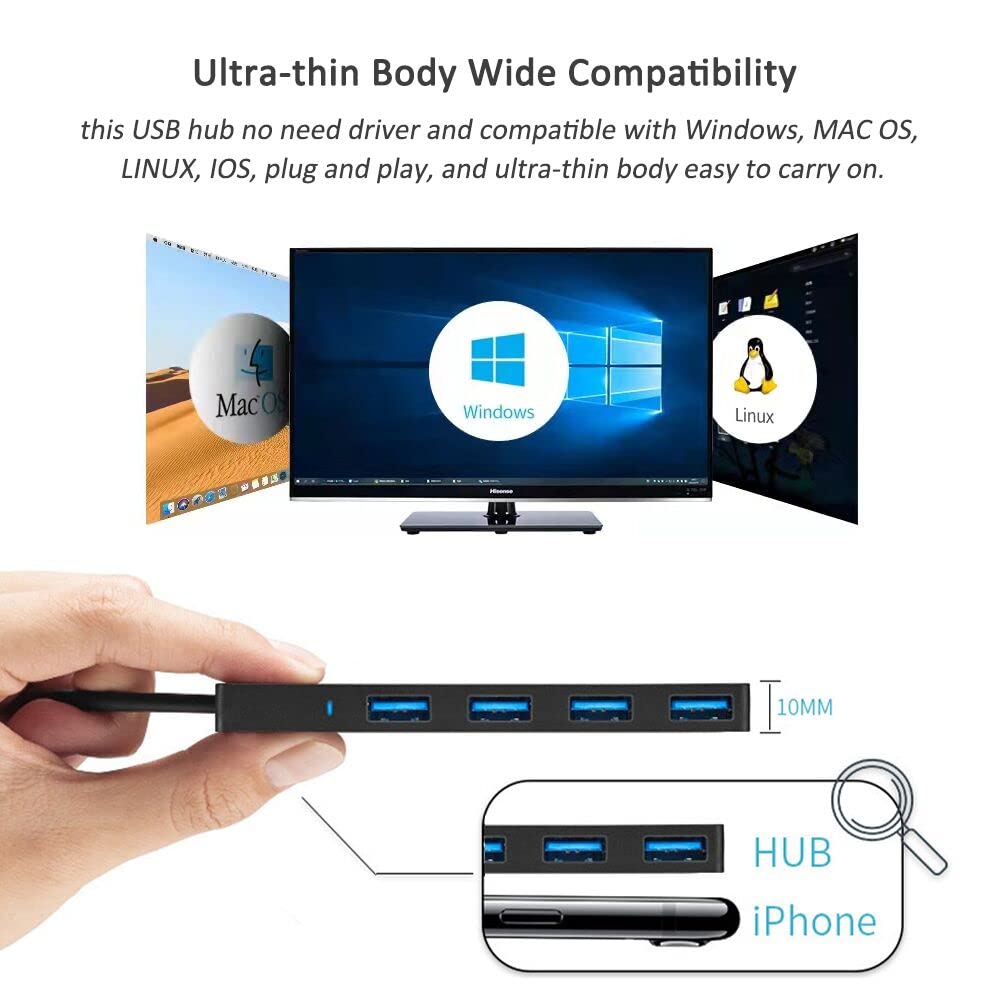 Ultra-thin Body Wide Compatibility
this USB hub no need driver and compatible with Windows, MAC OS,
LINUX, IOS, plug and play, and ultra-thin body easy to carry on.
Mac OS
Windows
Linux
Hisense
10MM
HUB
iPhone